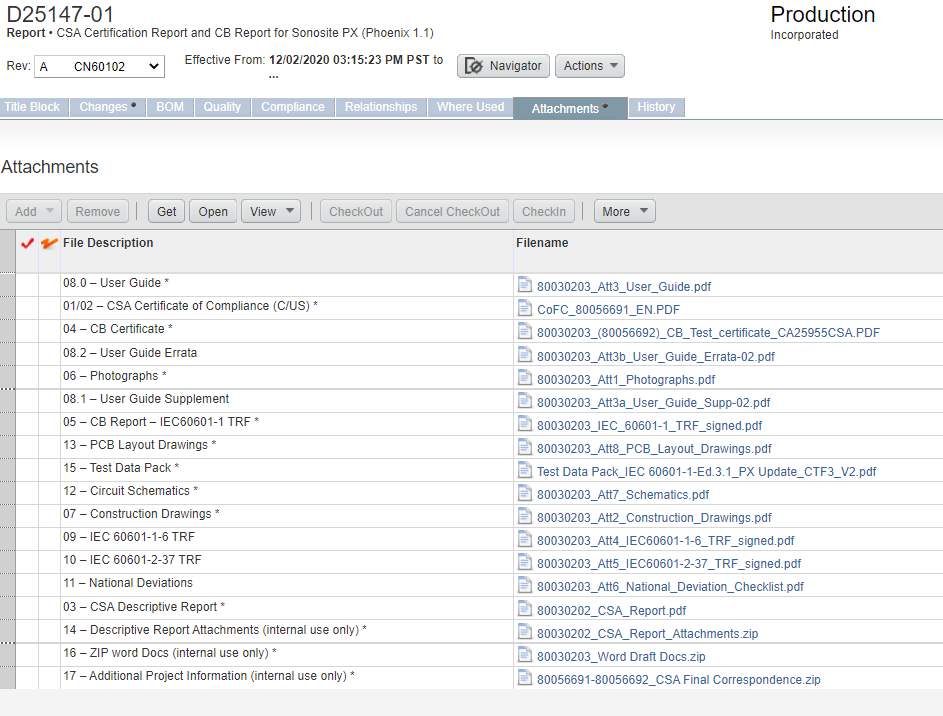 D25147-01
Production
Report • CSA Certification Report and CB Report for Sonosite PX (Phoenix 1.1)
Incorporated
Rev: A CN60102
Effective From: 12/02/2020 03:15:23 PM PST to
...
Navigator
Actions
Title Block Changes • BOM Quality Compliance Relationships Where Used Attachments • History
Attachments
Add Remove Get Open View CheckOut Cancel CheckOut CheckIn More
File Description Filename
08.0 – User Guide * 80030203_Att3_User_Guide.pdf
01/02 – CSA Certificate of Compliance (C/US) * CoFC_80056691_EN.PDF
04 – CB Certificate * 80030203_(80056692)_CB_Test_certificate_CA25955CSA.PDF
08.2 – User Guide Errata 80030203_Att3b_User_Guide_Errata-02.pdf
06 – Photographs * 80030203_Att1_Photographs.pdf
08.1 – User Guide Supplement 80030203_Att3a_User_Guide_Supp-02.pdf
05 – CB Report – IEC60601-1 TRF * 80030203_IEC_60601-1_TRF_signed.pdf
13 – PCB Layout Drawings * 80030203_Att8_PCB_Layout_Drawings.pdf
15 – Test Data Pack * Test Data Pack_IEC 60601-1-Ed.3.1_PX Update_CTF3_V2.pdf
12 – Circuit Schematics * 80030203_Att7_Schematics.pdf
07 – Construction Drawings * 80030203_Att2_Construction_Drawings.pdf
09 – IEC 60601-1-6 TRF 80030203_Att4_IEC60601-1-6_TRF_signed.pdf
10 – IEC 60601-2-37 TRF 80030203_Att5_IEC60601-2-37_TRF_signed.pdf
11 – National Deviations 80030203_Att6_National_Deviation_Checklist.pdf
03 – CSA Descriptive Report * 80030202_CSA_Report.pdf
14 – Descriptive Report Attachments (internal use only) * 80030202_CSA_Report_Attachments.zip
16 – ZIP word Docs (internal use only) * 80030203_Word Draft Docs.zip
17 – Additional Project Information (internal use only) * 80056691-80056692_CSA Final Correspondence.zip